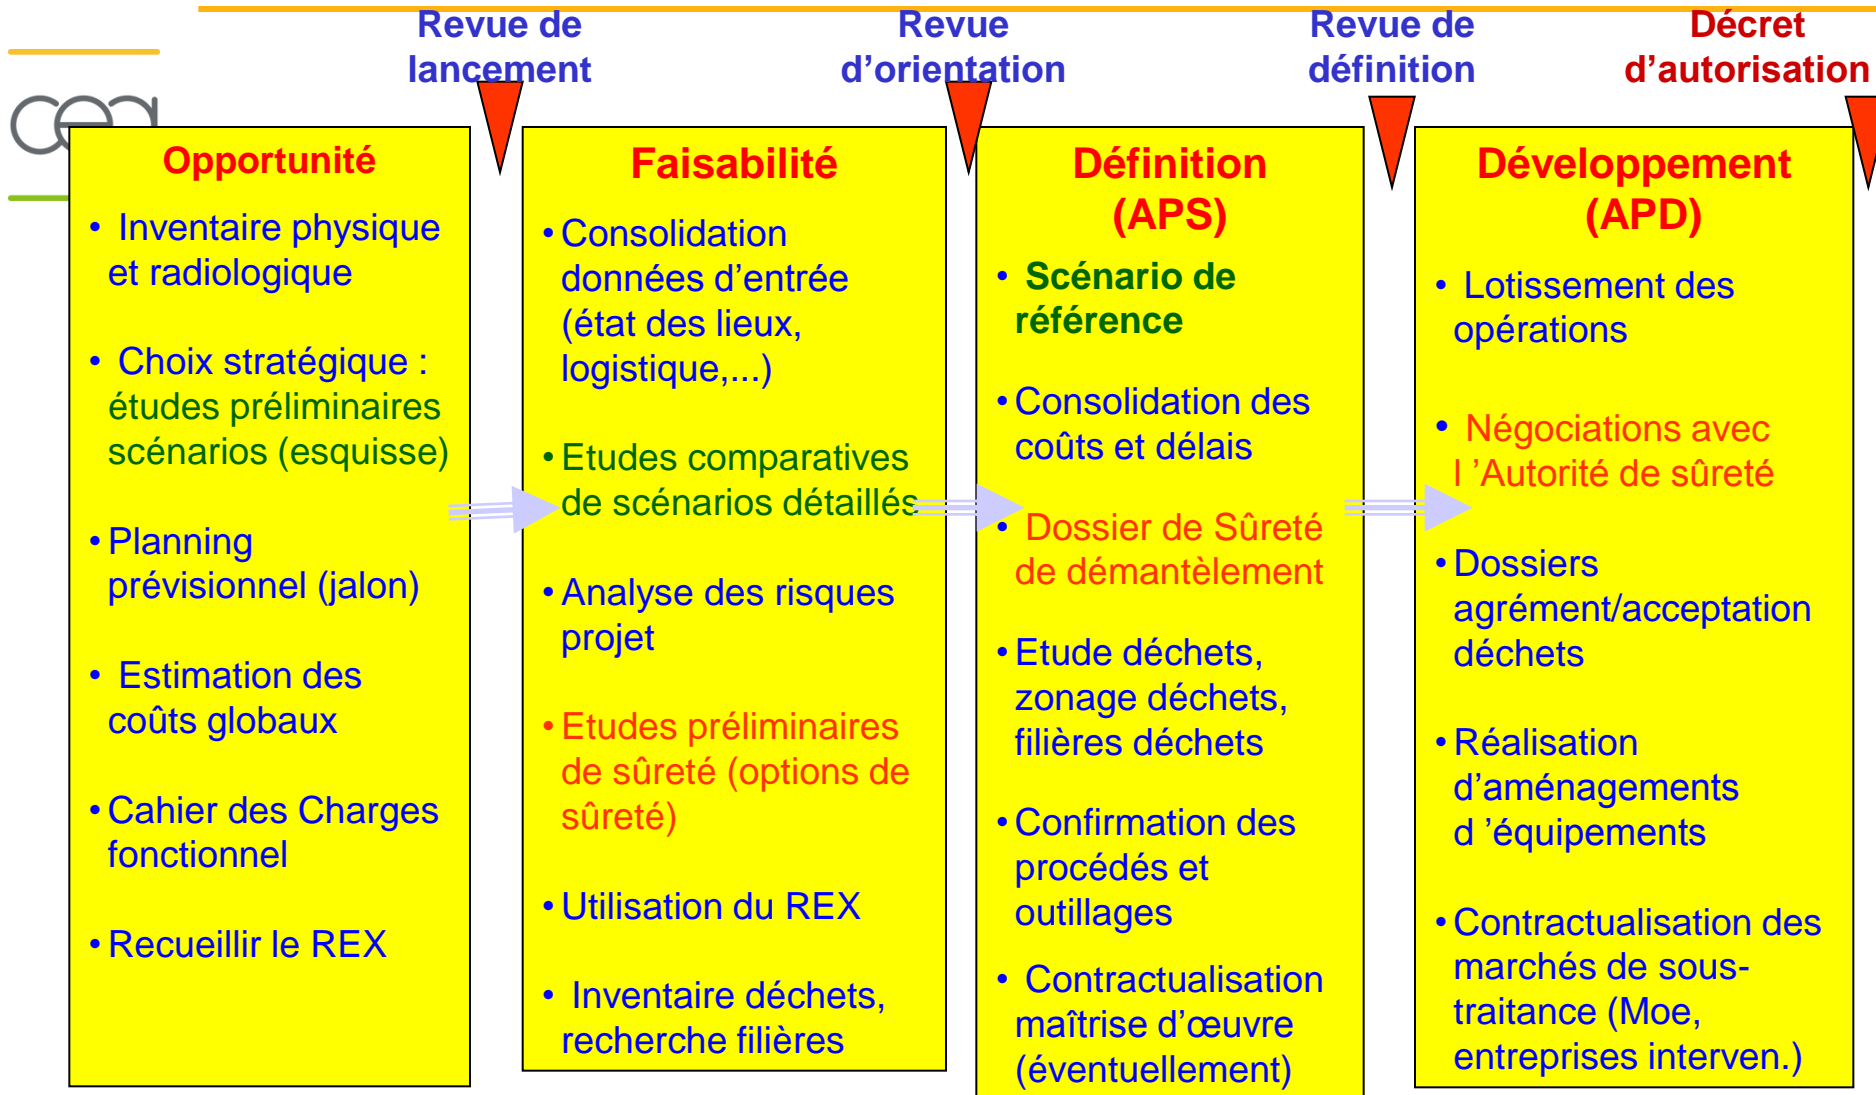 Revue de
lancement
Revue
d’orientation
Revue de
définition
Décret
d’autorisation
cea
Opportunité
• Inventaire physique
et radiologique
• Choix stratégique :
études préliminaires
scénarios (esquisse)
• Planning
prévisionnel (jalon)
• Estimation des
coûts globaux
• Cahier des Charges
fonctionnel
• Recueillir le REX
Faisabilité
• Consolidation
données d’entrée
(état des lieux,
logistique,...)
• Etudes comparatives
de scénarios détaillés
• Analyse des risques
projet
• Etudes préliminaires
de sûreté (options de
sûreté)
• Utilisation du REX
• Inventaire déchets,
recherche filières
Définition
(APS)
• Scénario de
référence
• Consolidation des
coûts et délais
• Dossier de Sûreté
de démantèlement
• Etude déchets,
zonage déchets,
filières déchets
• Confirmation des
procédés et
outillages
• Contractualisation
maîtrise d’œuvre
(éventuellement)
Développement
(APD)
• Lotissement des
opérations
• Négociations avec
l ’Autorité de sûreté
• Dossiers
agrément/acceptation
déchets
• Réalisation
d’aménagements
d ’équipements
• Contractualisation des
marchés de sous-
traitance (Moe,
entreprises interven.)